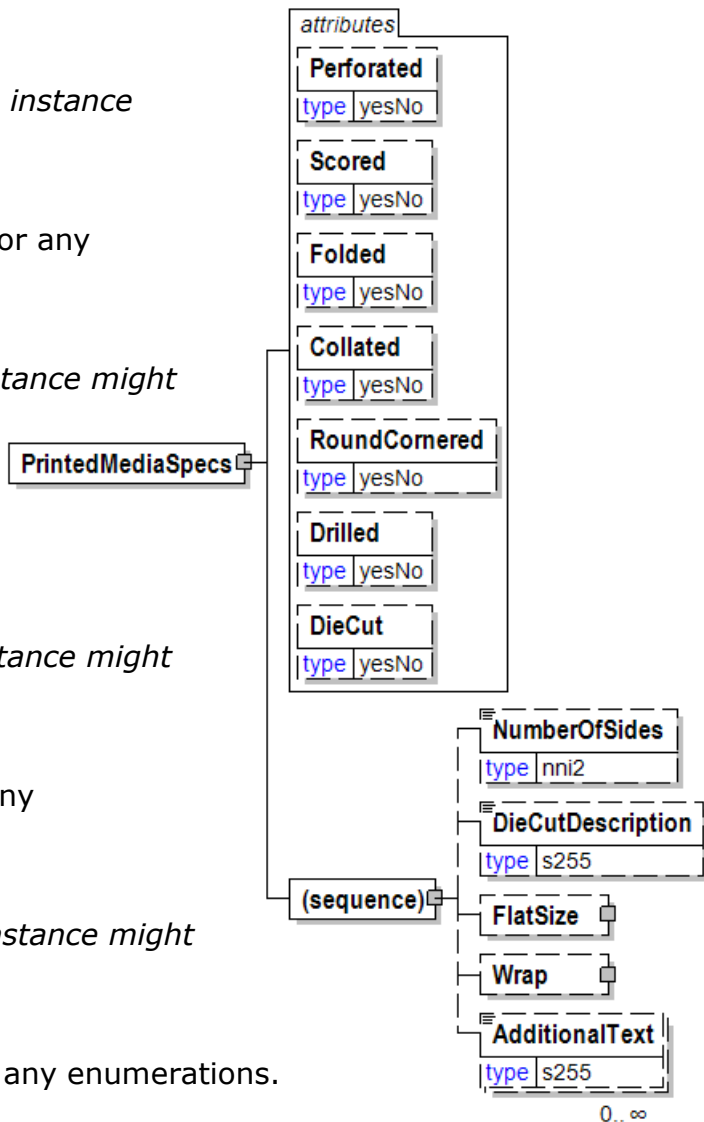 instance
or any
tance might
tance might
ny
nstance might
any enumerations.
PrintedMediaSpecs
attributes
Perforated
type yesNo
Scored
type yesNo
Folded
type yesNo
Collated
type yesNo
RoundCornered
type yesNo
Drilled
type yesNo
DieCut
type yesNo
(sequence)
NumberOfSides
type nni2
DieCutDescription
type s255
FlatSize
Wrap
AdditionalText
type s255
0..∞